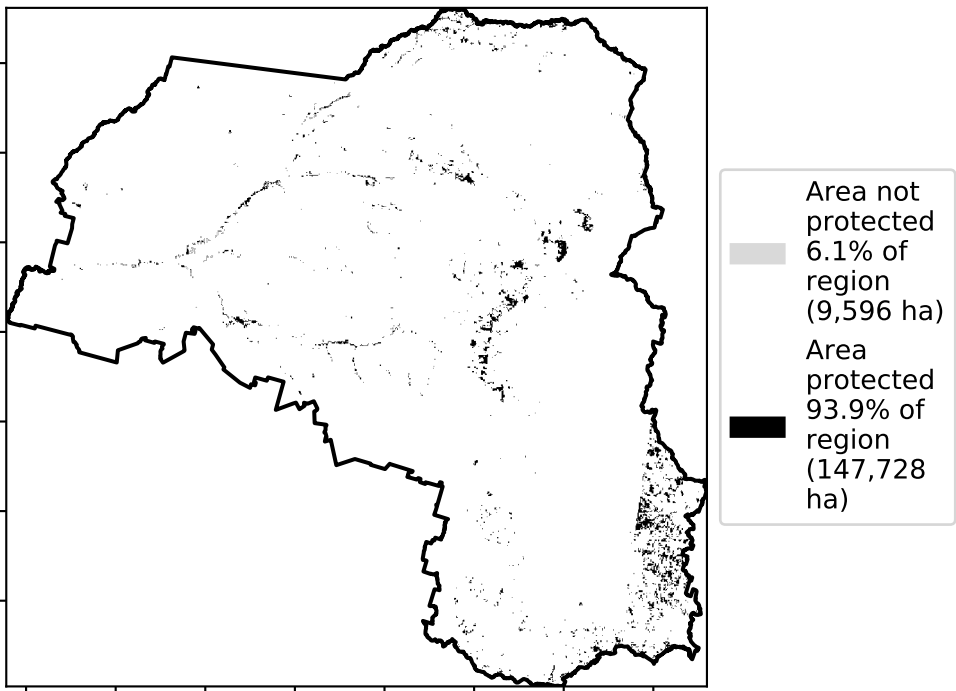 Area not
protected
6.1% of
region
(9,596 ha)
Area
protected
93.9% of
region
(147,728
ha)